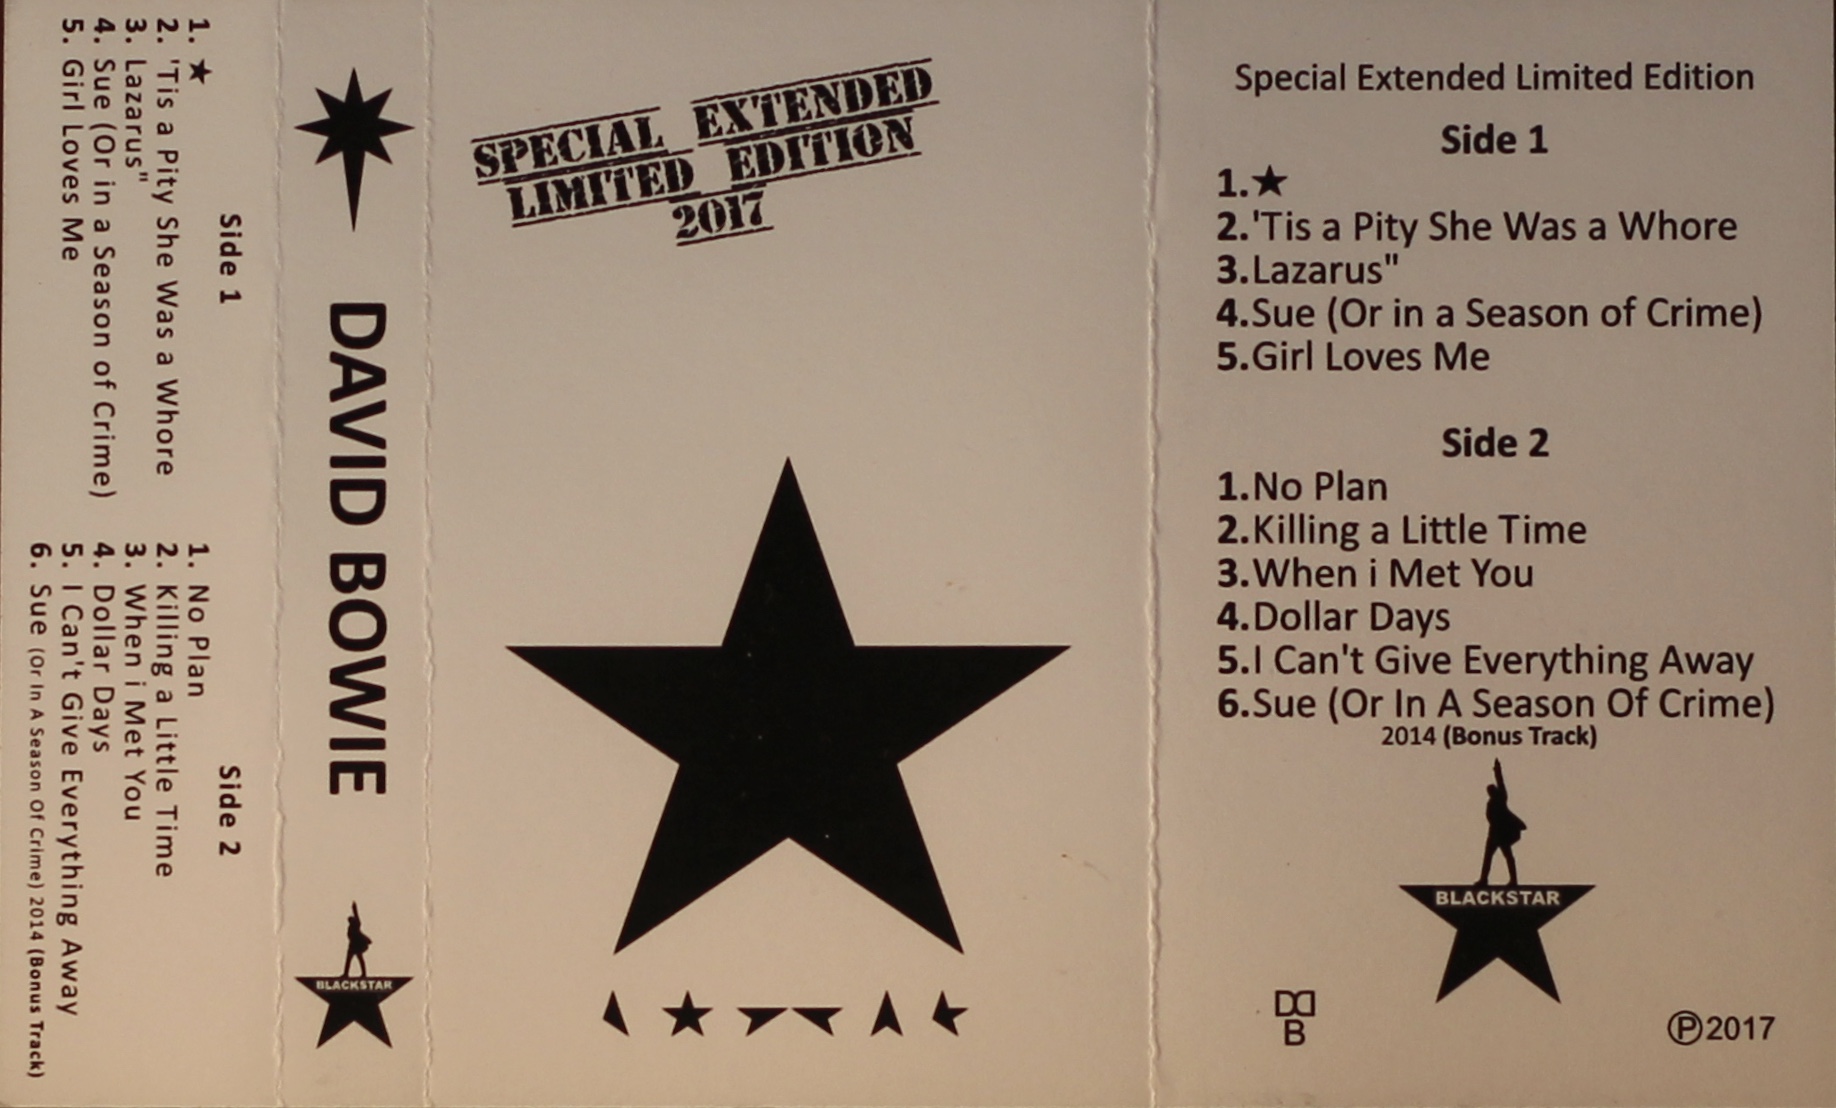 Side 1
1. ★
2. 'Tis a Pity She Was a Whore
3. Lazarus"
4. Sue (Or in a Season of Crime)
5. Girl Loves Me
Side 2
1. No Plan
2. Killing a Little Time
3. When i Met You
4. Dollar Days
5. I Can't Give Everything Away
6. Sue (Or In A Season Of Crime) 2014 (Bonus Track)
DAVID BOWIE
BLACKSTAR
SPECIAL EXTENDED
LIMITED EDITION
2017
Special Extended Limited Edition
Side 1
1.★
2.'Tis a Pity She Was a Whore
3.Lazarus"
4.Sue (Or in a Season of Crime)
5.Girl Loves Me
Side 2
1.No Plan
2.Killing a Little Time
3.When i Met You
4.Dollar Days
5.I Can't Give Everything Away
6.Sue (Or In A Season Of Crime)
2014 (Bonus Track)
BLACKSTAR
B
℗2017